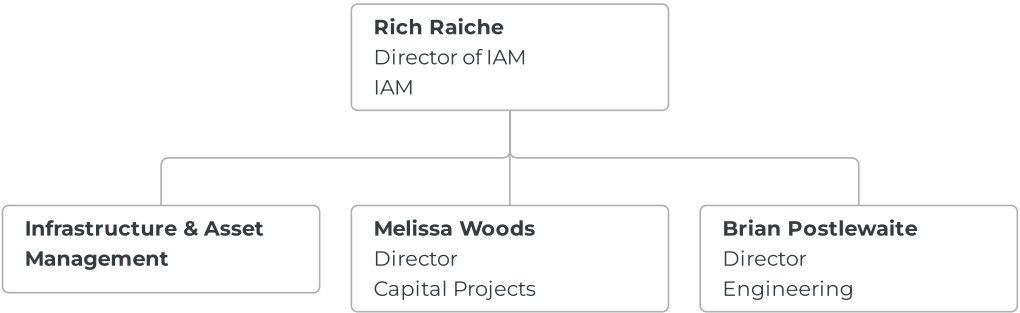 Rich Raiche
Director of IAM
IAM
Infrastructure & Asset
Management
Melissa Woods
Director
Capital Projects
Brian Postlewaite
Director
Engineering